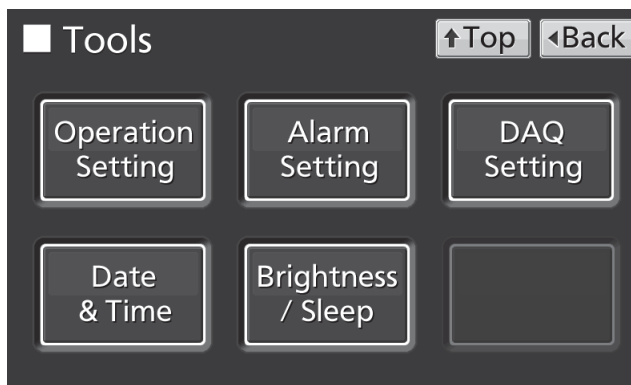 Tools
↑Top
◂Back
Operation
Setting
Alarm
Setting
DAQ
Setting
Date
& Time
Brightness
/ Sleep